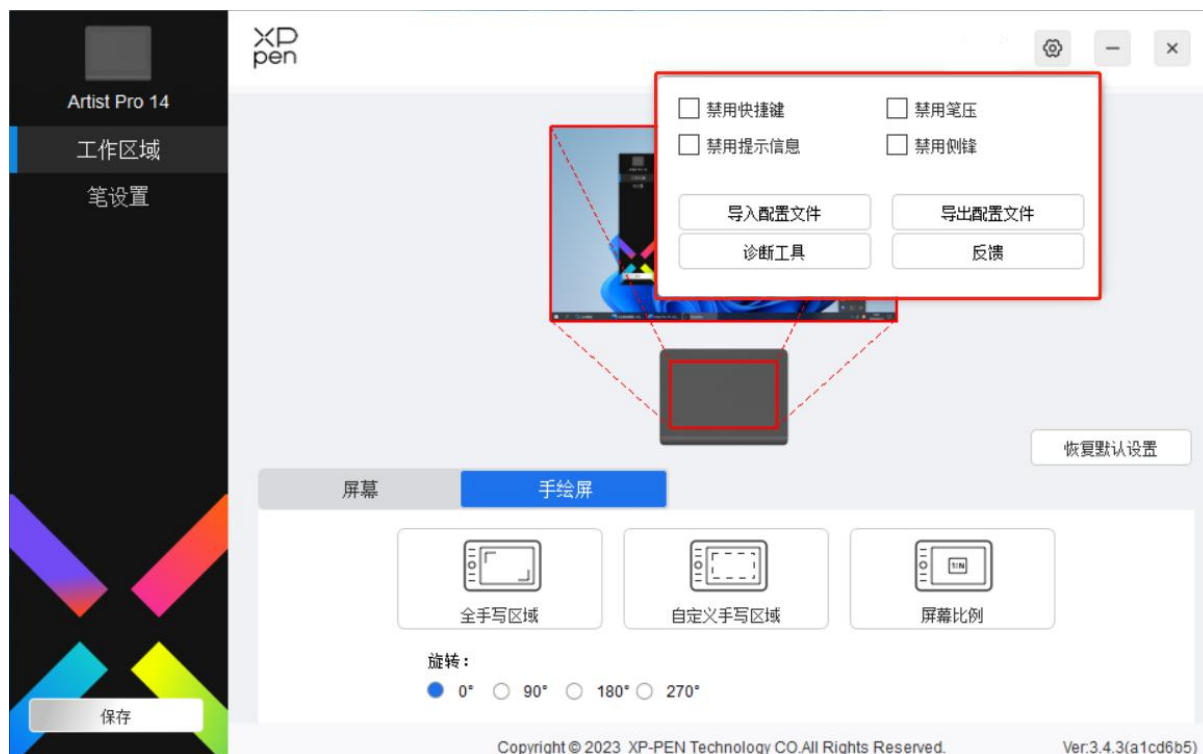 XP
pen
Artist Pro 14
工作区域
笔设置
禁用快捷键
禁用笔压
禁用提示信息
禁用侧锋
导入配置文件
导出配置文件
诊断工具
反馈
恢复默认设置
屏幕
手绘屏
1:N
全手写区域
自定义手写区域
屏幕比例
旋转：
0° 90° 180° 270°
保存
Copyright © 2023 XP-PEN Technology CO.All Rights Reserved.
Ver:3.4.3(a1cd6b5)